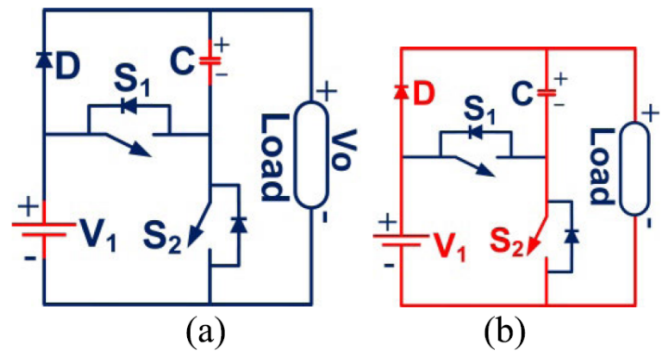 D
S1
C
+
-
+
V1
-
S2
+
Load
Vo
-
(a)
D
S1
C
+
-
+
V1
-
S2
+
Load
-
(b)